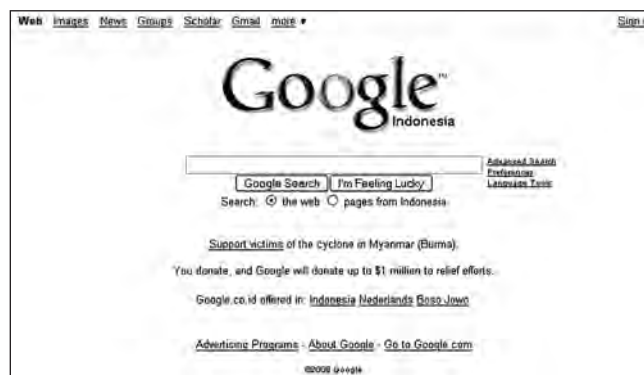 Web Images News Groups Scholar Gmail more ▼ Sign
Google™
Indonesia
Advanced Search
Preferences
Language Tools
Google Search I'm Feeling Lucky
Search: the web pages from Indonesia
Support victims of the cyclone in Myanmar (Burma).
You donate, and Google will donate up to $1 million to relief efforts.
Google.co.id offered in: Indonesia Nederlands Boso Jowo
Advertising Programs - About Google - Go to Google.com
©2008 Google